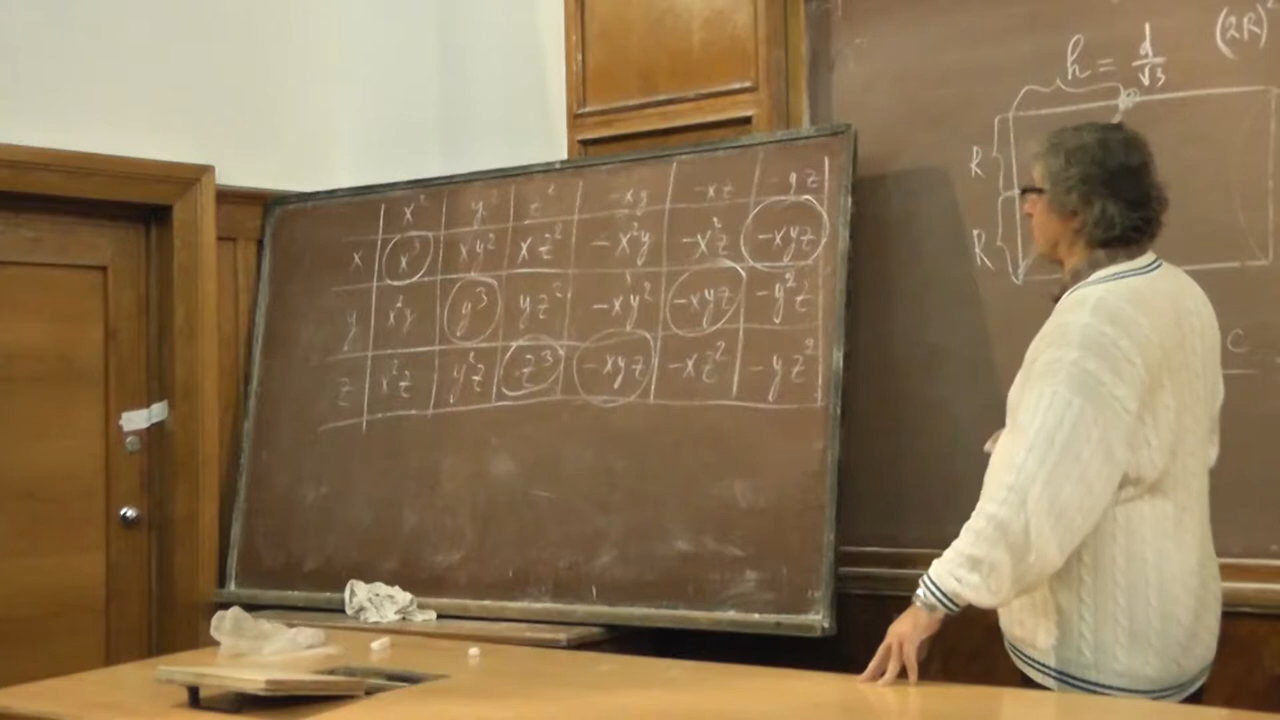 x² y² z² -xy -xz -yz
x x³ xy² xz² -x²y -x²z -xyz
y x²y y³ yz² -xy² -xyz -y²z
z x²z y²z z³ -xyz -xz² -yz²
(2R)²
h = d/√3
R
R
c